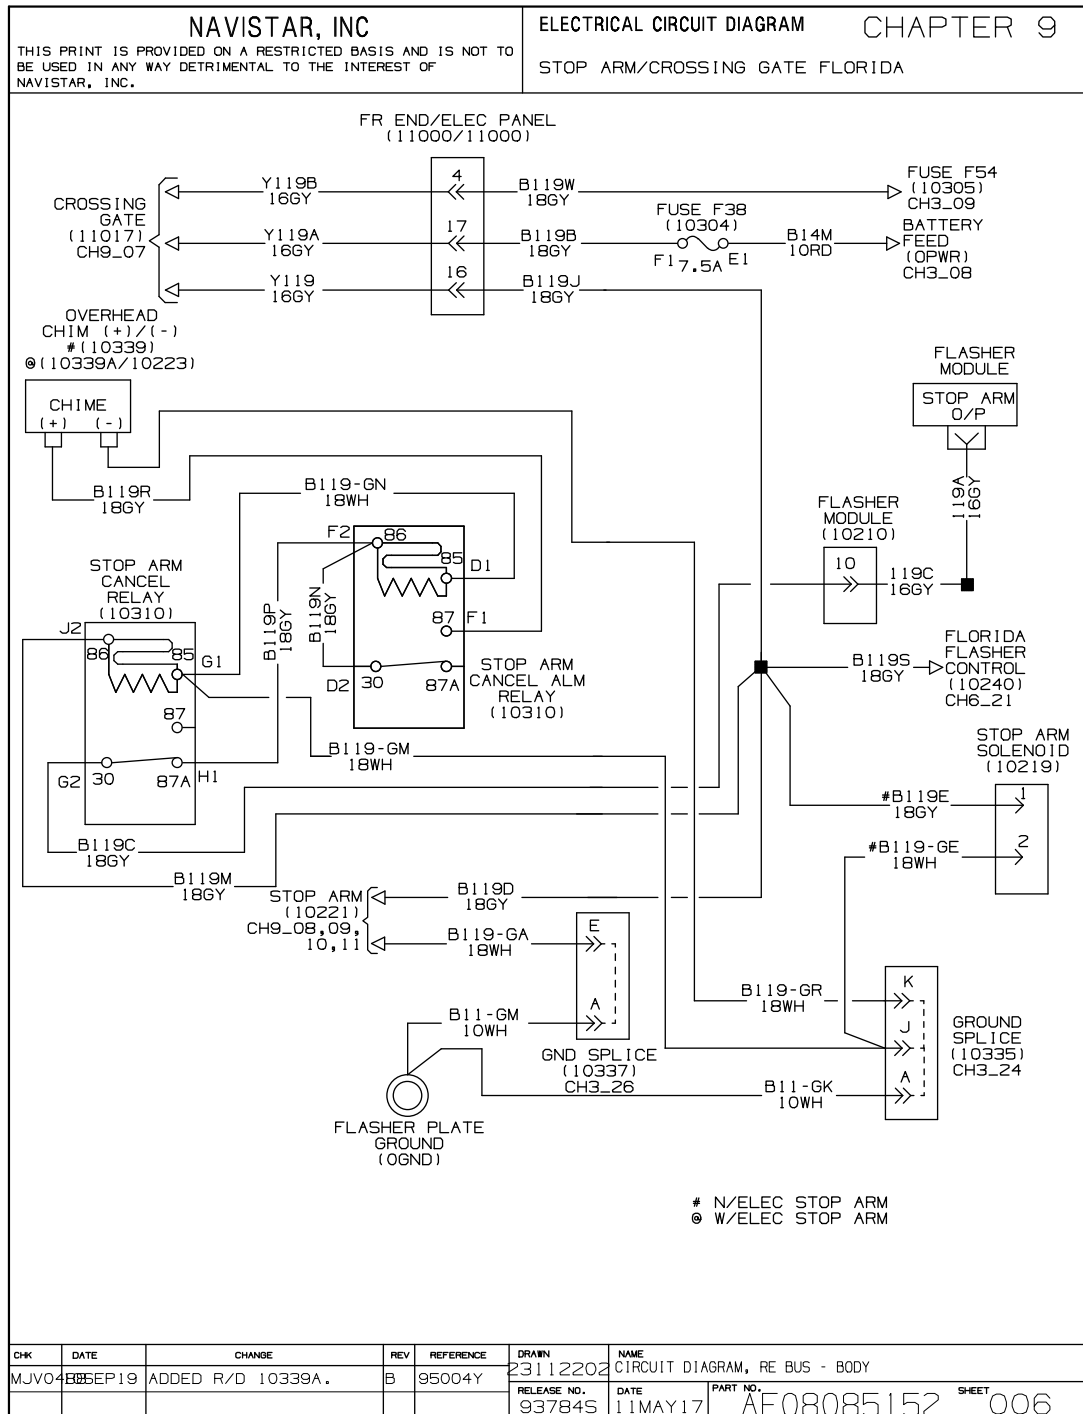 NAVISTAR, INC
THIS PRINT IS PROVIDED ON A RESTRICTED BASIS AND IS NOT TO
BE USED IN ANY WAY DETRIMENTAL TO THE INTEREST OF
NAVISTAR, INC.
ELECTRICAL CIRCUIT DIAGRAM
CHAPTER 9
STOP ARM/CROSSING GATE FLORIDA
FR END/ELEC PANEL
(11000/11000)
CROSSING
GATE
(11017)
CH9_07
Y119B
16GY
4
B119W
18GY
FUSE F54
(10305)
CH3_09
Y119A
16GY
17
B119B
18GY
FUSE F38
(10304)
F1
7.5A
E1
B14M
10RD
BATTERY
FEED
(0PWR)
CH3_08
Y119
16GY
16
B119J
18GY
OVERHEAD
CHIM (+)/(-)
#(10339)
@(10339A/10223)
CHIME
(+) (-)
B119R
18GY
B119-GN
18WH
FLASHER
MODULE
STOP ARM
O/P
119A
16GY
FLASHER
MODULE
(10210)
10
119C
16GY
F2
86
85
D1
87
F1
B119P
18GY
B119N
18GY
D2
30
87A
STOP ARM
CANCEL ALM
RELAY
(10310)
STOP ARM
CANCEL
RELAY
(10310)
J2
86
85
G1
87
G2
30
87A
H1
B119-GM
18WH
B119S
18GY
FLORIDA
FLASHER
CONTROL
(10240)
CH6_21
STOP ARM
SOLENOID
(10219)
#B119E
18GY
1
#B119-GE
18WH
2
B119C
18GY
B119M
18GY
STOP ARM
(10221)
CH9_08,09,
10,11
B119D
18GY
B119-GA
18WH
E
A
B11-GM
10WH
GND SPLICE
(10337)
CH3_26
B119-GR
18WH
K
J
A
B11-GK
10WH
GROUND
SPLICE
(10335)
CH3_24
FLASHER PLATE
GROUND
(0GND)
# N/ELEC STOP ARM
@ W/ELEC STOP ARM
CHK DATE CHANGE REV REFERENCE
05SEP19 ADDED R/D 10339A. B 95004Y
DRAWN
23112202
NAME
CIRCUIT DIAGRAM, RE BUS - BODY
RELEASE NO.
93784S
DATE
11MAY17
PART NO.
AE08085152
SHEET
006